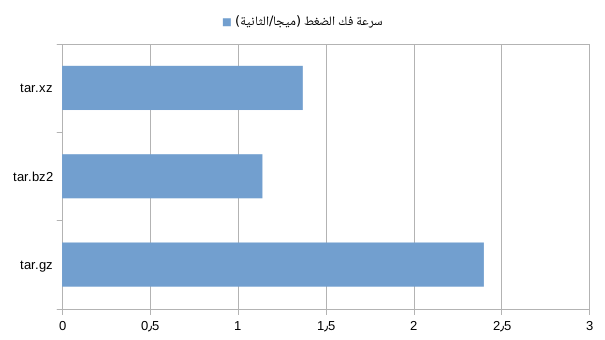 سرعة فك الضغط (ميجا/الثانية)
tar.xz
tar.bz2
tar.gz
0 0٫5 1 1٫5 2 2٫5 3